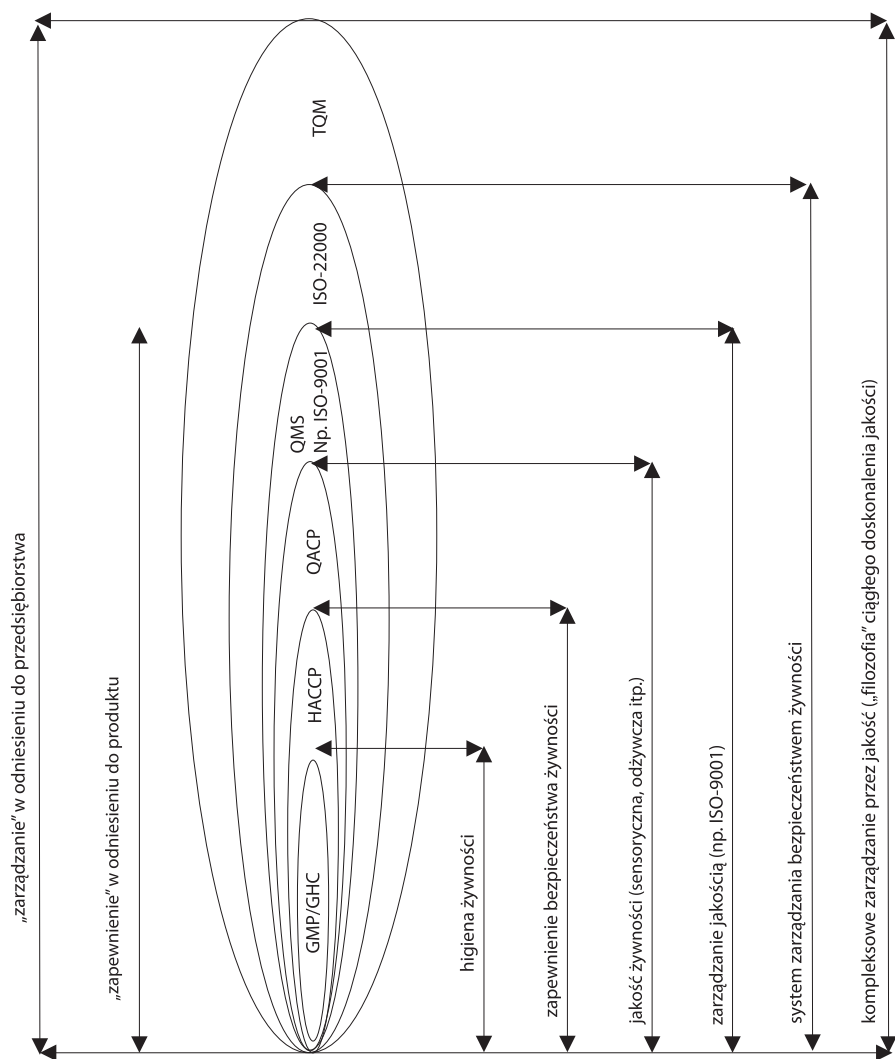 „zarządzanie” w odniesieniu do przedsiębiorstwa
„zapewnienie” w odniesieniu do produktu
TQM
ISO-22000
QMS
Np. ISO-9001
QACP
HACCP
GMP/GHC
higiena żywności
zapewnienie bezpieczeństwa żywności
jakość żywności (sensoryczna, odżywcza itp.)
zarządzanie jakością (np. ISO-9001)
system zarządzania bezpieczeństwem żywności
kompleksowe zarządzanie przez jakość („filozofia” ciągłego doskonalenia jakości)